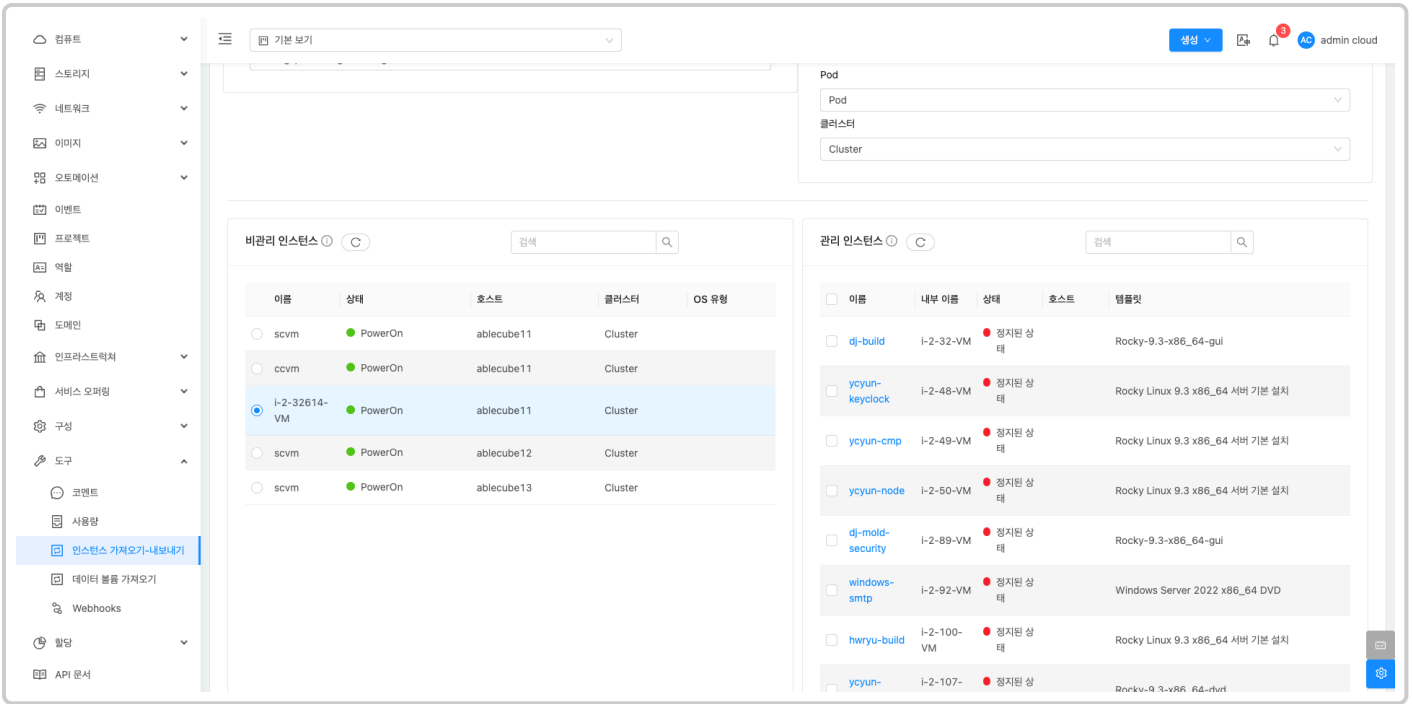 컴퓨트
스토리지
네트워크
이미지
오토메이션
이벤트
프로젝트
역할
계정
도메인
인프라스트럭쳐
서비스 오퍼링
구성
도구
코멘트
사용량
인스턴스 가져오기-내보내기
데이터 볼륨 가져오기
Webhooks
할당
API 문서
기본 보기
생성
3
AC admin cloud
Pod
Pod
클러스터
Cluster
비관리 인스턴스
검색
이름 상태 호스트 클러스터 OS 유형
scvm PowerOn ablecube11 Cluster
ccvm PowerOn ablecube11 Cluster
i-2-32614-
VM PowerOn ablecube11 Cluster
scvm PowerOn ablecube12 Cluster
scvm PowerOn ablecube13 Cluster
관리 인스턴스
검색
이름 내부 이름 상태 호스트 템플릿
dj-build i-2-32-VM 정지된 상
태 Rocky-9.3-x86_64-gui
ycyun-
keyclock i-2-48-VM 정지된 상
태 Rocky Linux 9.3 x86_64 서버 기본 설치
ycyun-cmp i-2-49-VM 정지된 상
태 Rocky Linux 9.3 x86_64 서버 기본 설치
ycyun-node i-2-50-VM 정지된 상
태 Rocky Linux 9.3 x86_64 서버 기본 설치
dj-mold-
security i-2-89-VM 정지된 상
태 Rocky-9.3-x86_64-gui
windows-
smtp i-2-92-VM 정지된 상
태 Windows Server 2022 x86_64 DVD
hwryu-build i-2-100-
VM 정지된 상
태 Rocky Linux 9.3 x86_64 서버 기본 설치
ycyun- i-2-107- 정지된 상
Rocky-9.3-x86_64-dvd